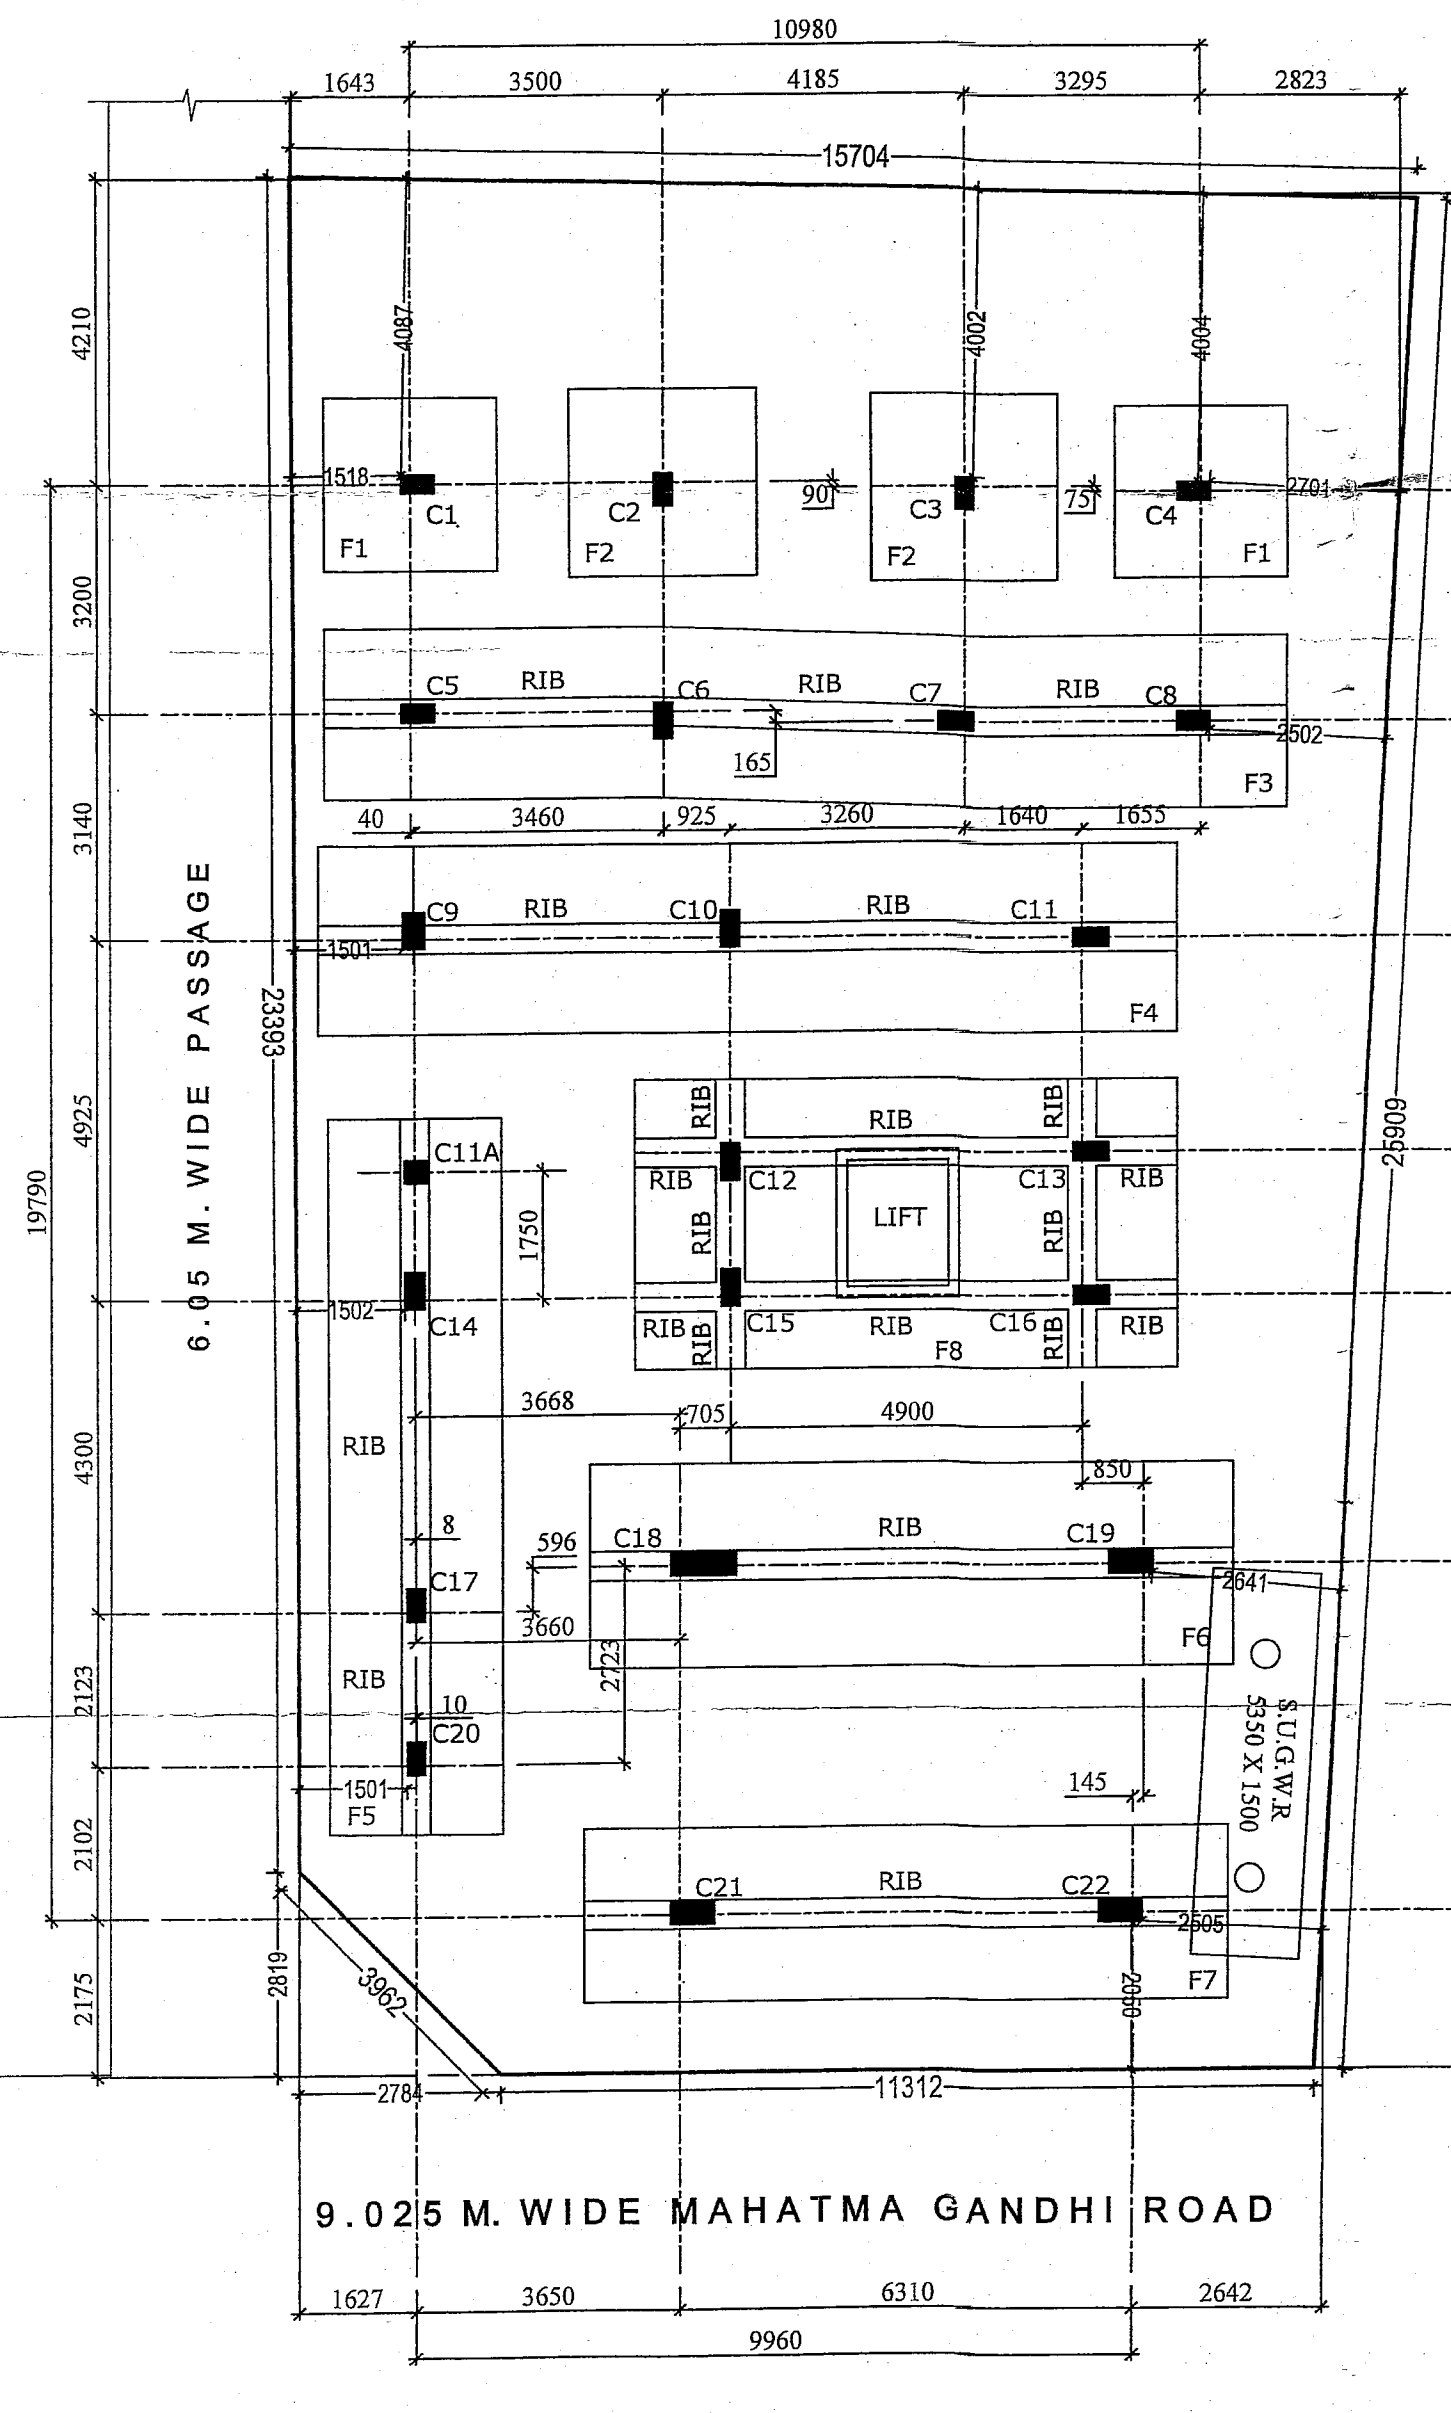 10980
1643 3500 4185 3295 2823
15704
4210 4087 4002 4004
1518 90 75 2701
C1 C2 C3 C4
F1 F2 F2 F1
3200
C5 RIB C6 RIB C7 RIB C8
2502
165
F3
3140
40 3460 925 3260 1640 1655
C9 RIB C10 RIB C11
1501
F4
6.05 M. WIDE PASSAGE
23393
25909
4925
19790
RIB RIB RIB
C11A
RIB C12 C13 RIB
1750 RIB LIFT RIB
1502 C14
RIB RIB C15 RIB C16 RIB RIB
F8
3668 705 4900
4300
RIB
850
8 596 C18 RIB C19
2641
C17
3660
F6
2123
RIB
2723
10
C20
S.U.G.W.R
5350 X 1500
1501
F5
145
2102
C21 RIB C22
2605
F7
2175 2819 3962 2060
2784 11312
9.025 M. WIDE MAHATMA GANDHI ROAD
1627 3650 6310 2642
9960